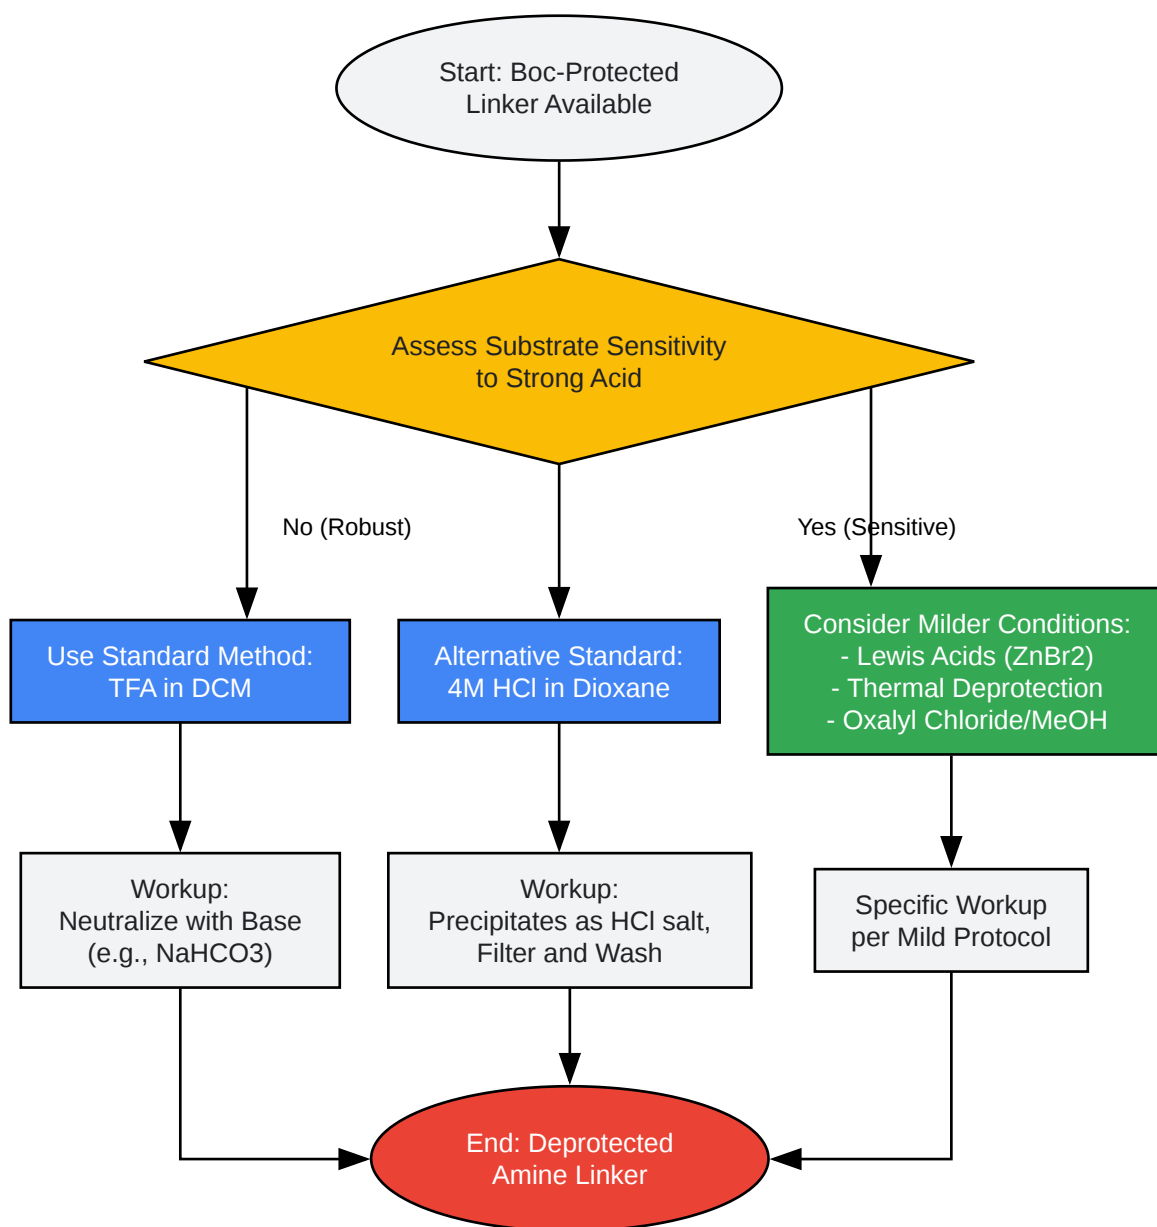 Start: Boc-Protected
Linker Available
Assess Substrate Sensitivity
to Strong Acid
No (Robust)
Yes (Sensitive)
Use Standard Method:
TFA in DCM
Alternative Standard:
4M HCl in Dioxane
Consider Milder Conditions:
- Lewis Acids (ZnBr2)
- Thermal Deprotection
- Oxalyl Chloride/MeOH
Workup:
Neutralize with Base
(e.g., NaHCO3)
Workup:
Precipitates as HCl salt,
Filter and Wash
Specific Workup
per Mild Protocol
End: Deprotected
Amine Linker